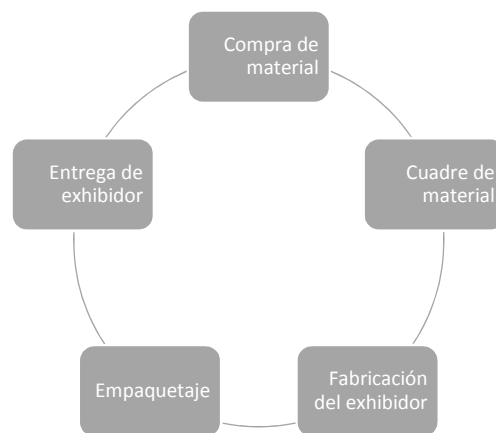 Compra de
material
Cuadre de
material
Fabricación
del exhibidor
Empaquetaje
Entrega de
exhibidor